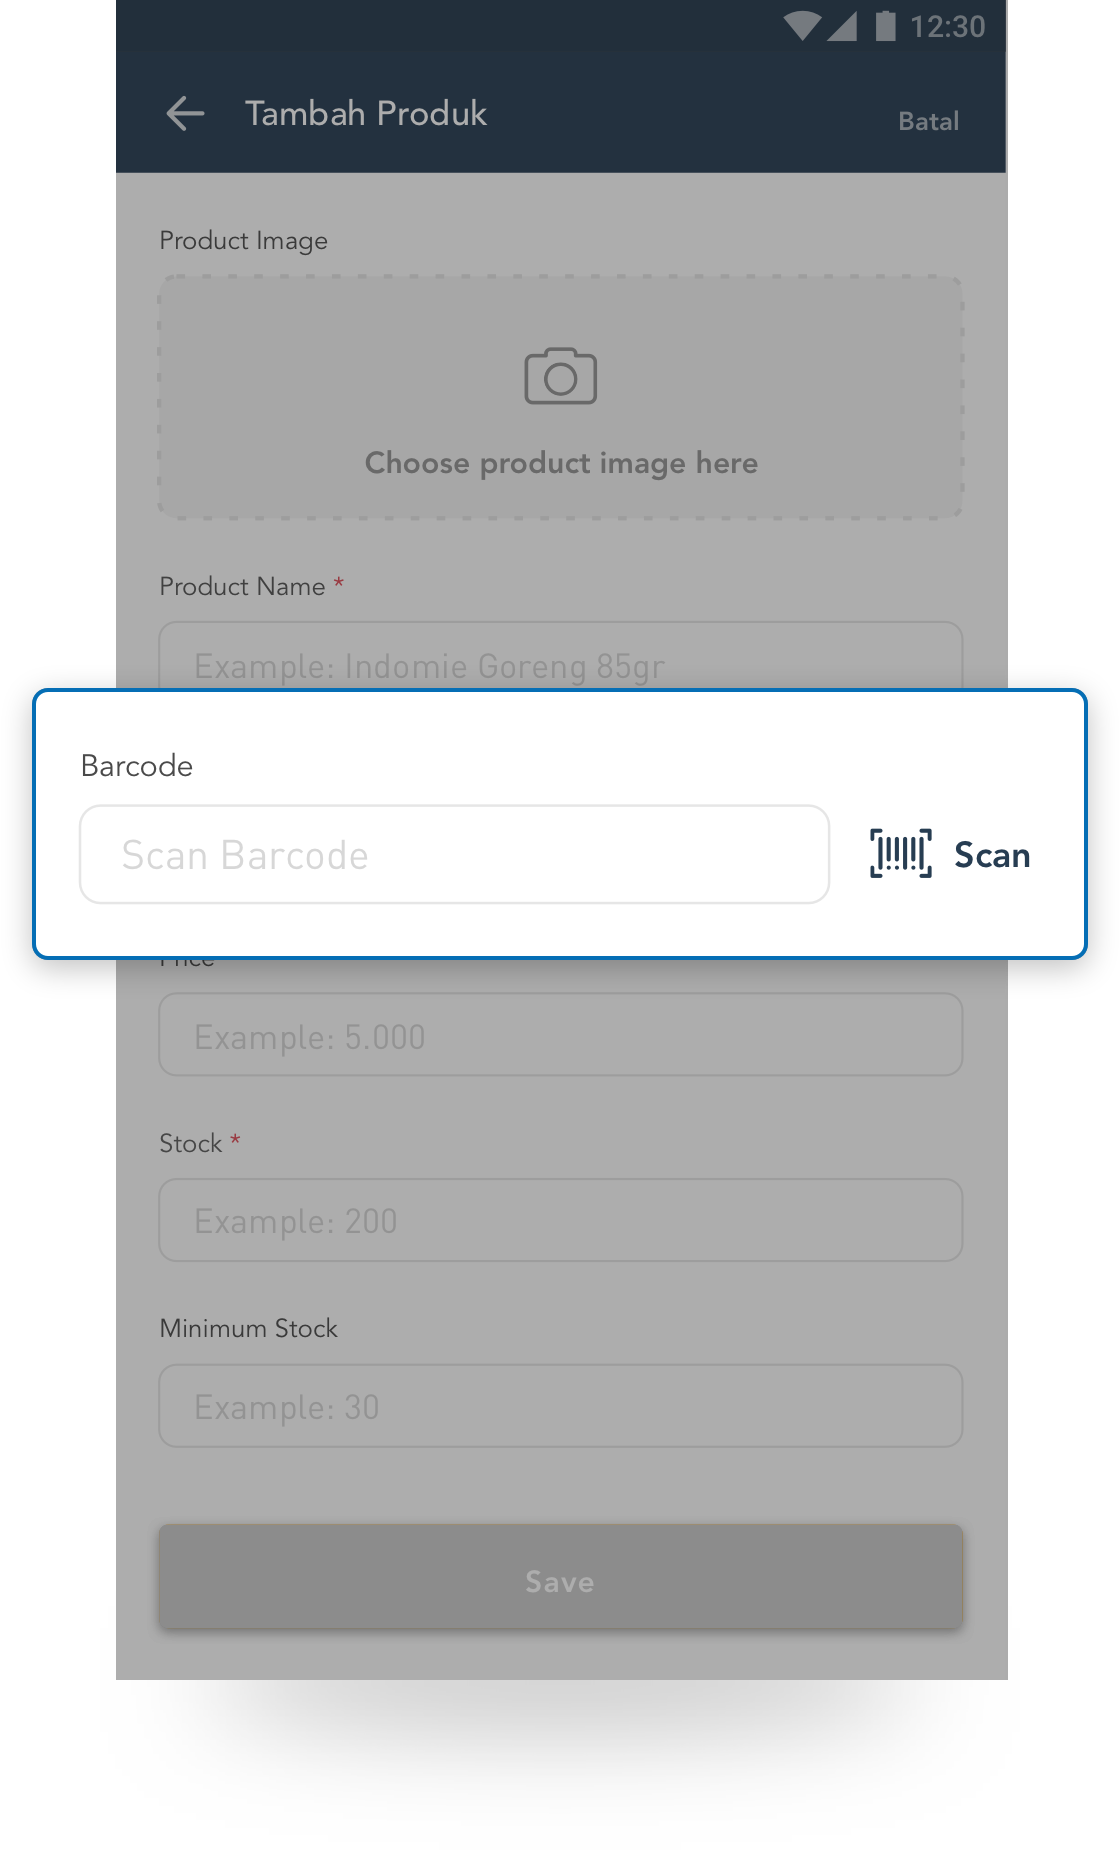 12:30
Tambah Produk
Batal
Product Image
Choose product image here
Product Name *
Example: Indomie Goreng 85gr
Barcode
Scan Barcode
Scan
Price
Example: 5.000
Stock *
Example: 200
Minimum Stock
Example: 30
Save